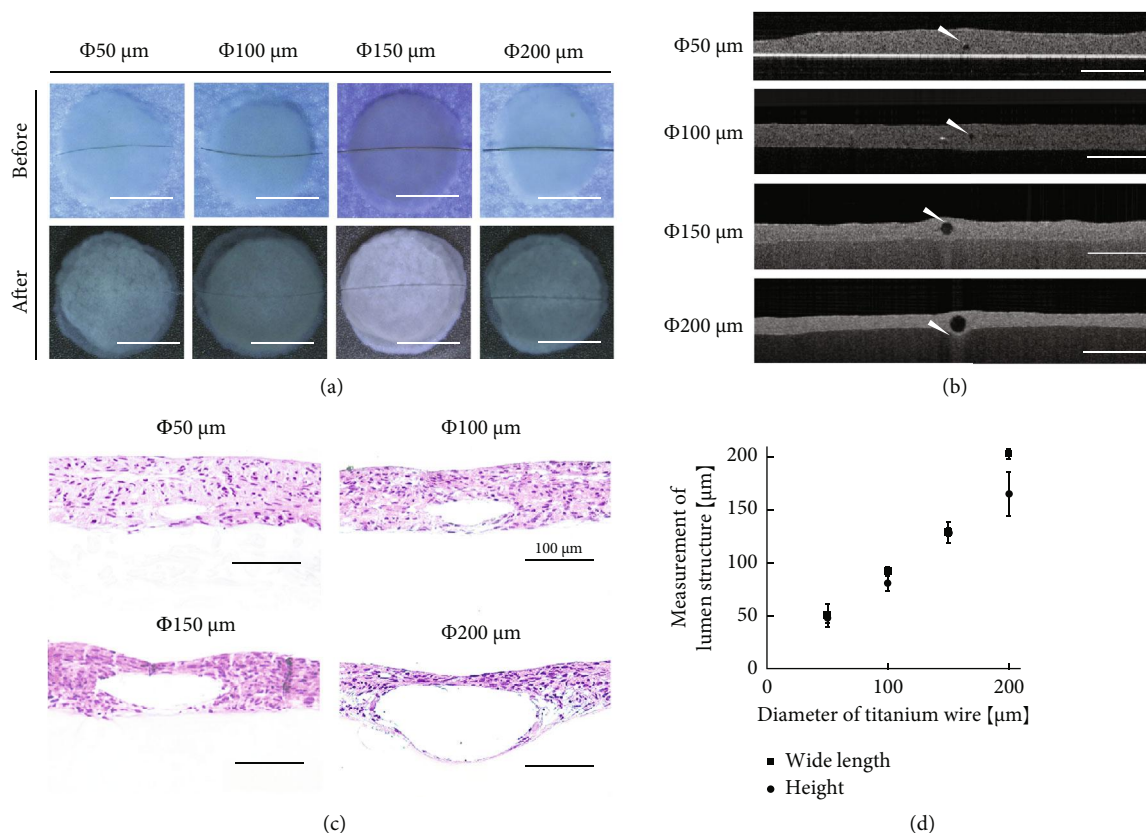 Φ50 μm Φ100 μm Φ150 μm Φ200 μm
Before
After
(a)
Φ50 μm
Φ100 μm
Φ150 μm
Φ200 μm
(b)
Φ50 μm
Φ100 μm
100 μm
Φ150 μm
Φ200 μm
(c)
Measurement of
lumen structure【μm】
200
150
100
50
0
0 100 200
Diameter of titanium wire【μm】
Wide length
Height
(d)